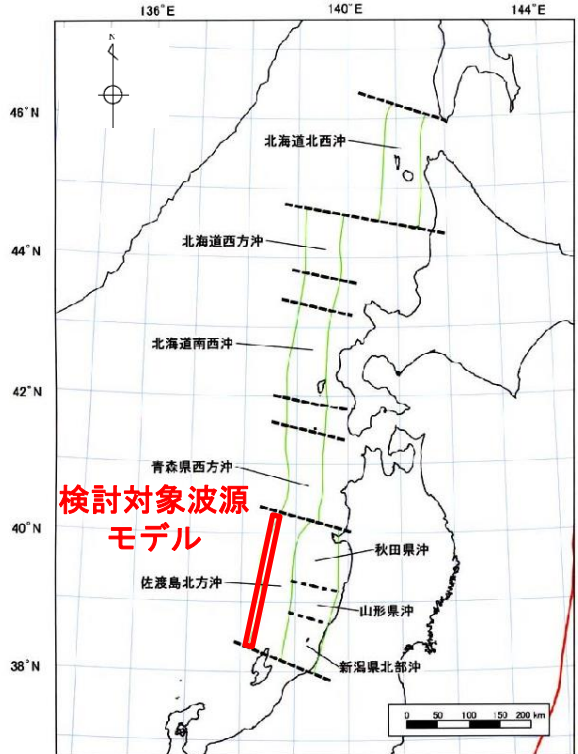 136°E
140°E
144°E
N
46°N
北海道北西沖
北海道西方沖
44°N
北海道南西沖
42°N
青森県西方沖
検討対象波源
モデル
40°N
秋田県沖
佐渡島北方沖
山形県沖
38°N
新潟県北部沖
0 50 100 150 200 km